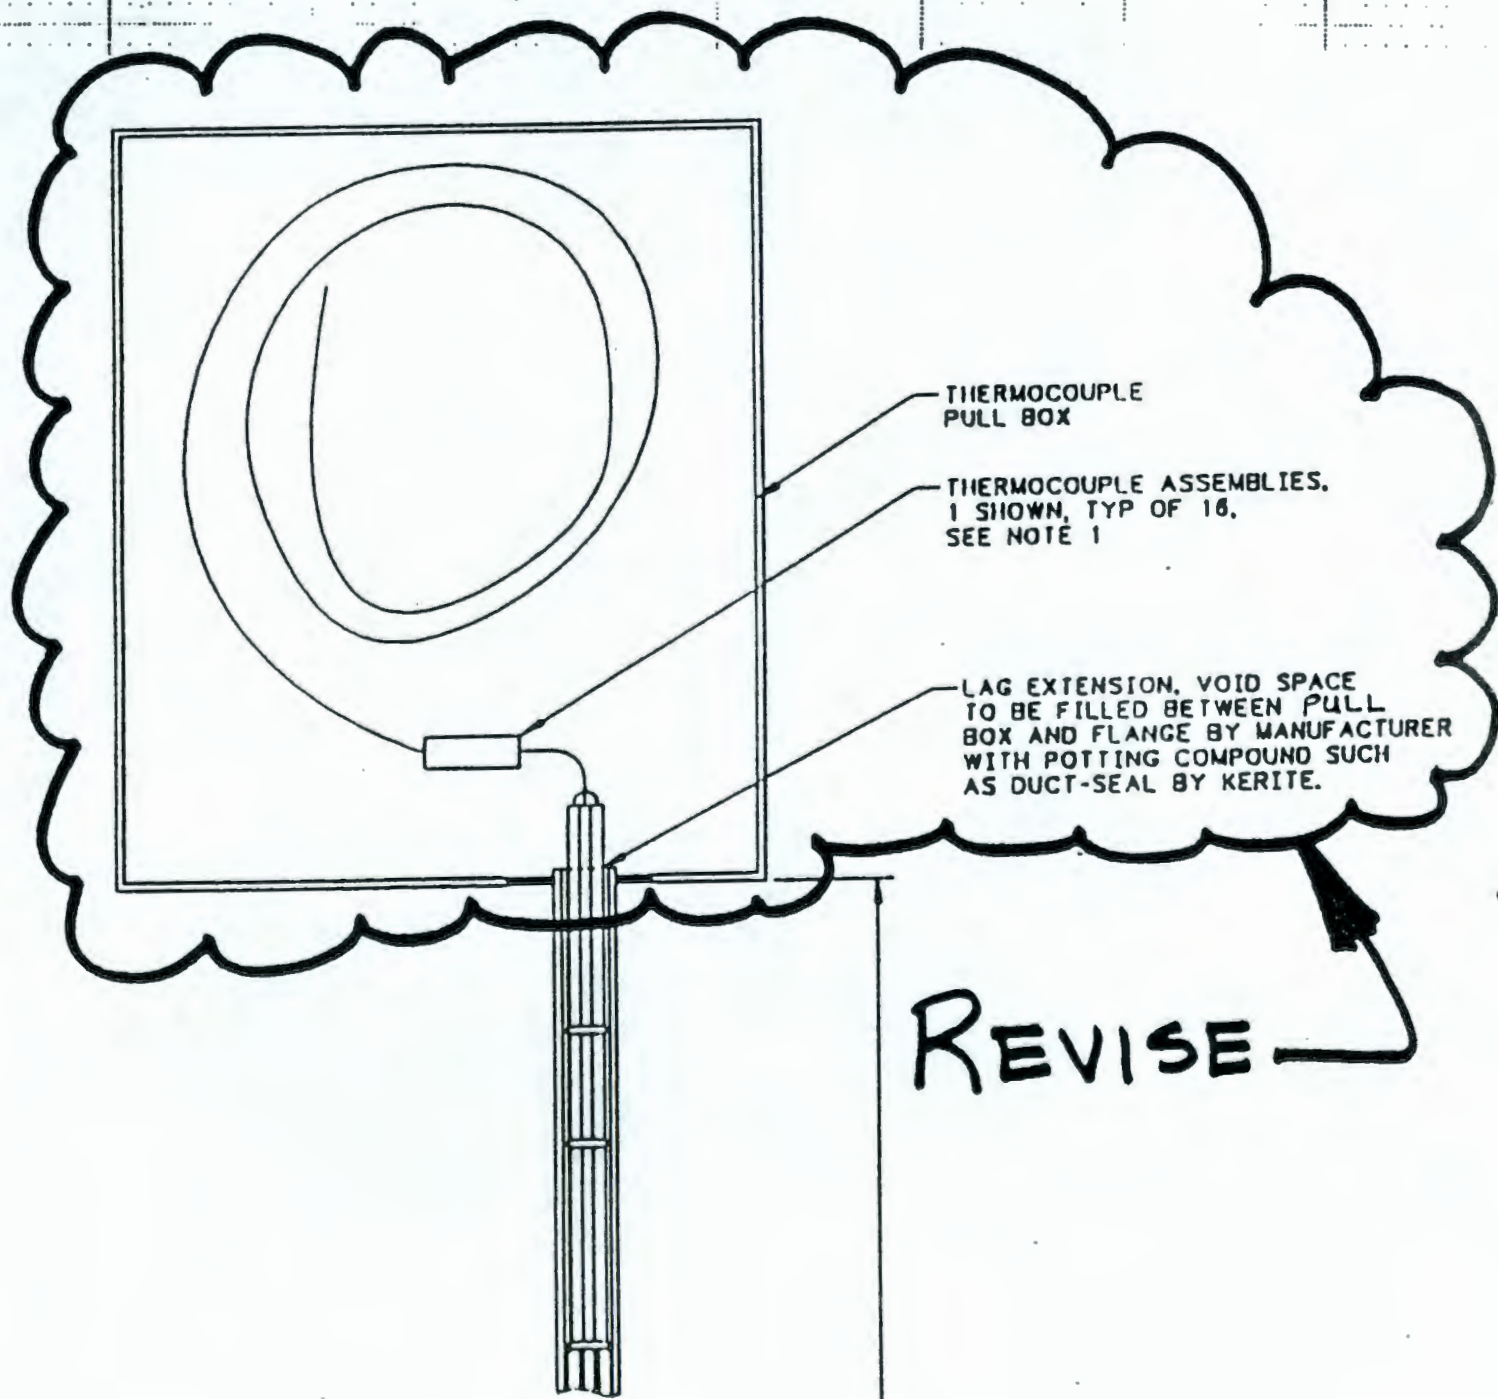 THERMOCOUPLE
PULL BOX
THERMOCOUPLE ASSEMBLIES.
1 SHOWN, TYP OF 16.
SEE NOTE 1
LAG EXTENSION, VOID SPACE
TO BE FILLED BETWEEN PULL
BOX AND FLANGE BY MANUFACTURER
WITH POTTING COMPOUND SUCH
AS DUCT-SEAL BY KERITE.
REVISE